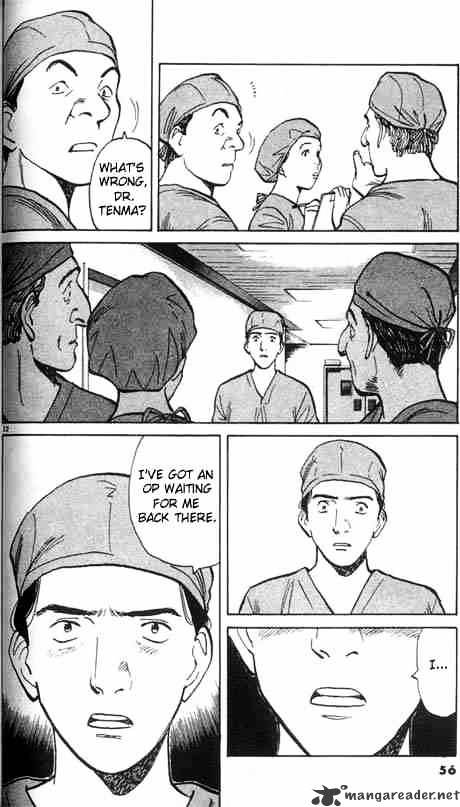 WHAT'S
WRONG,
DR.
TENMA?
I...
I'VE GOT AN
OP WAITING
FOR ME
BACK THERE.
12
56
mangareader.net